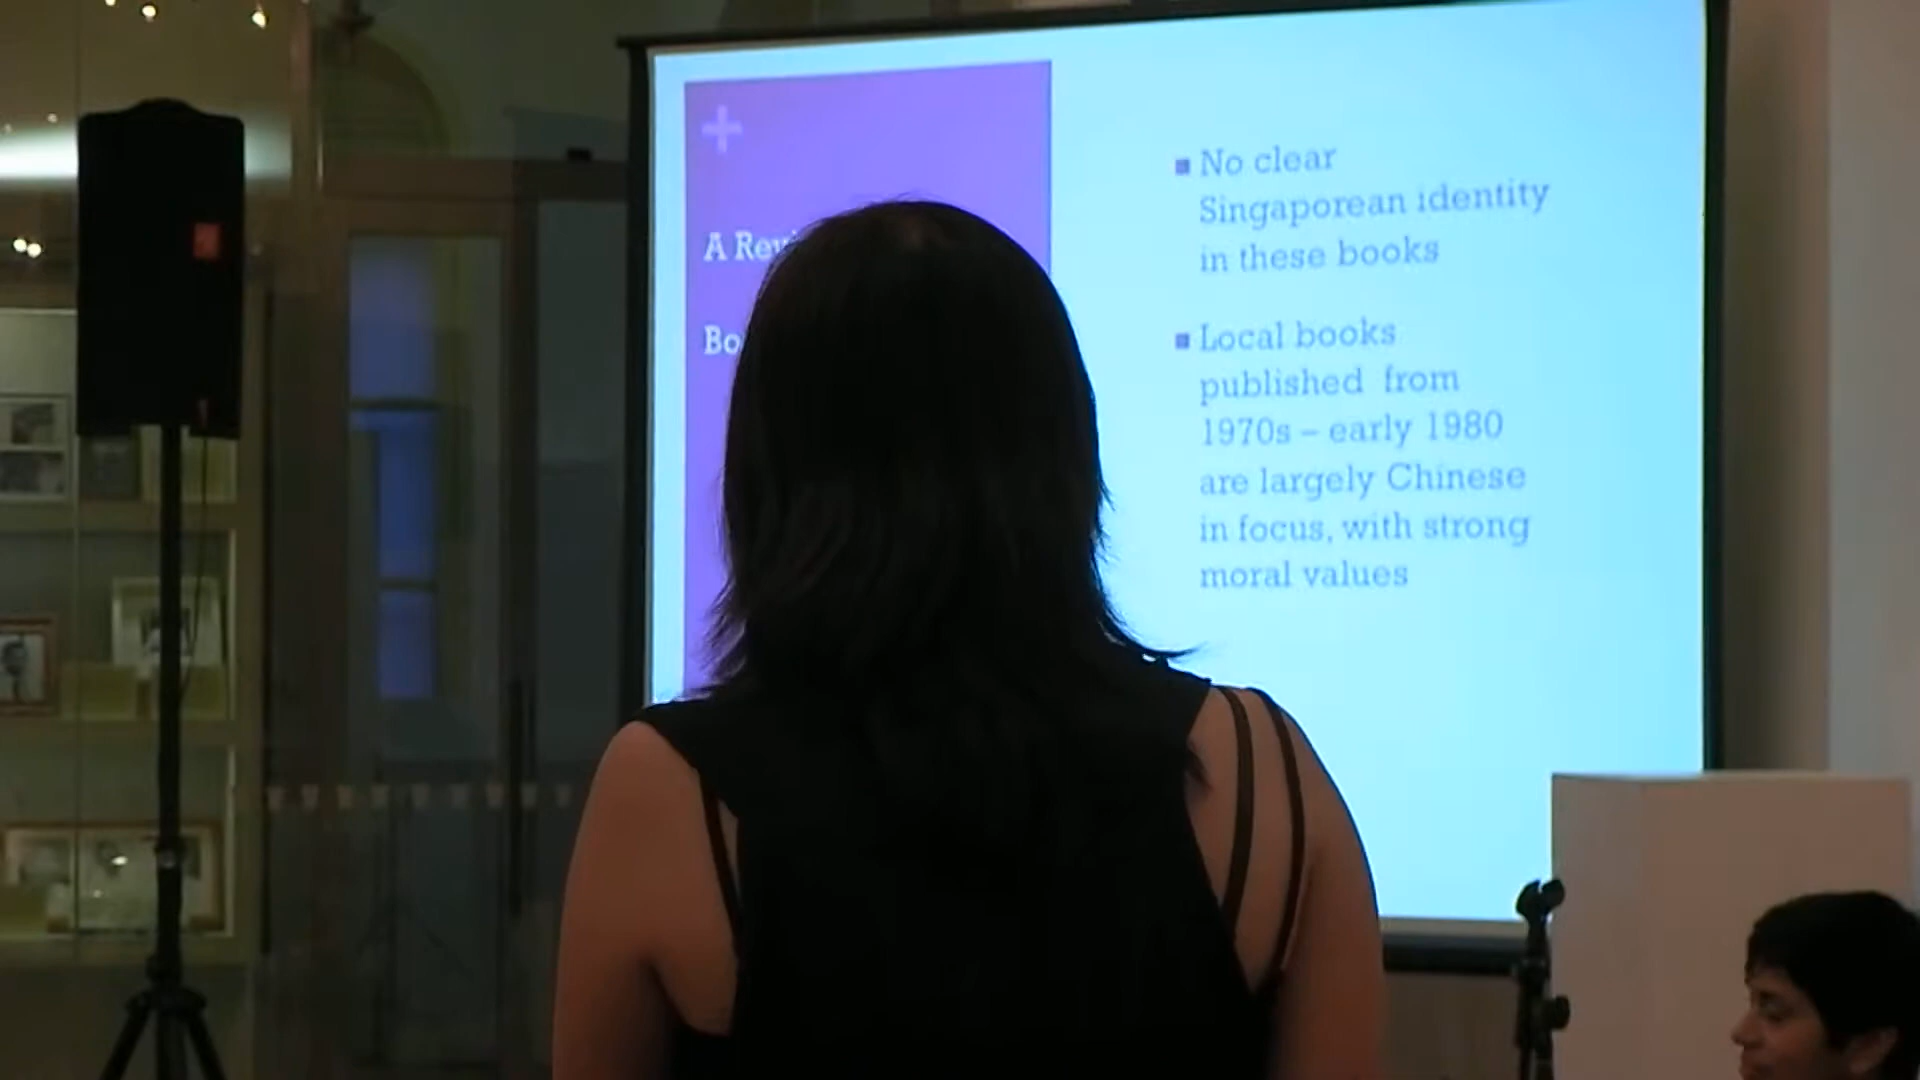 A
No clear
Singaporean identity
in these books
Local books
published from
1970s – early 1980
are largely Chinese
in focus, with strong
moral values